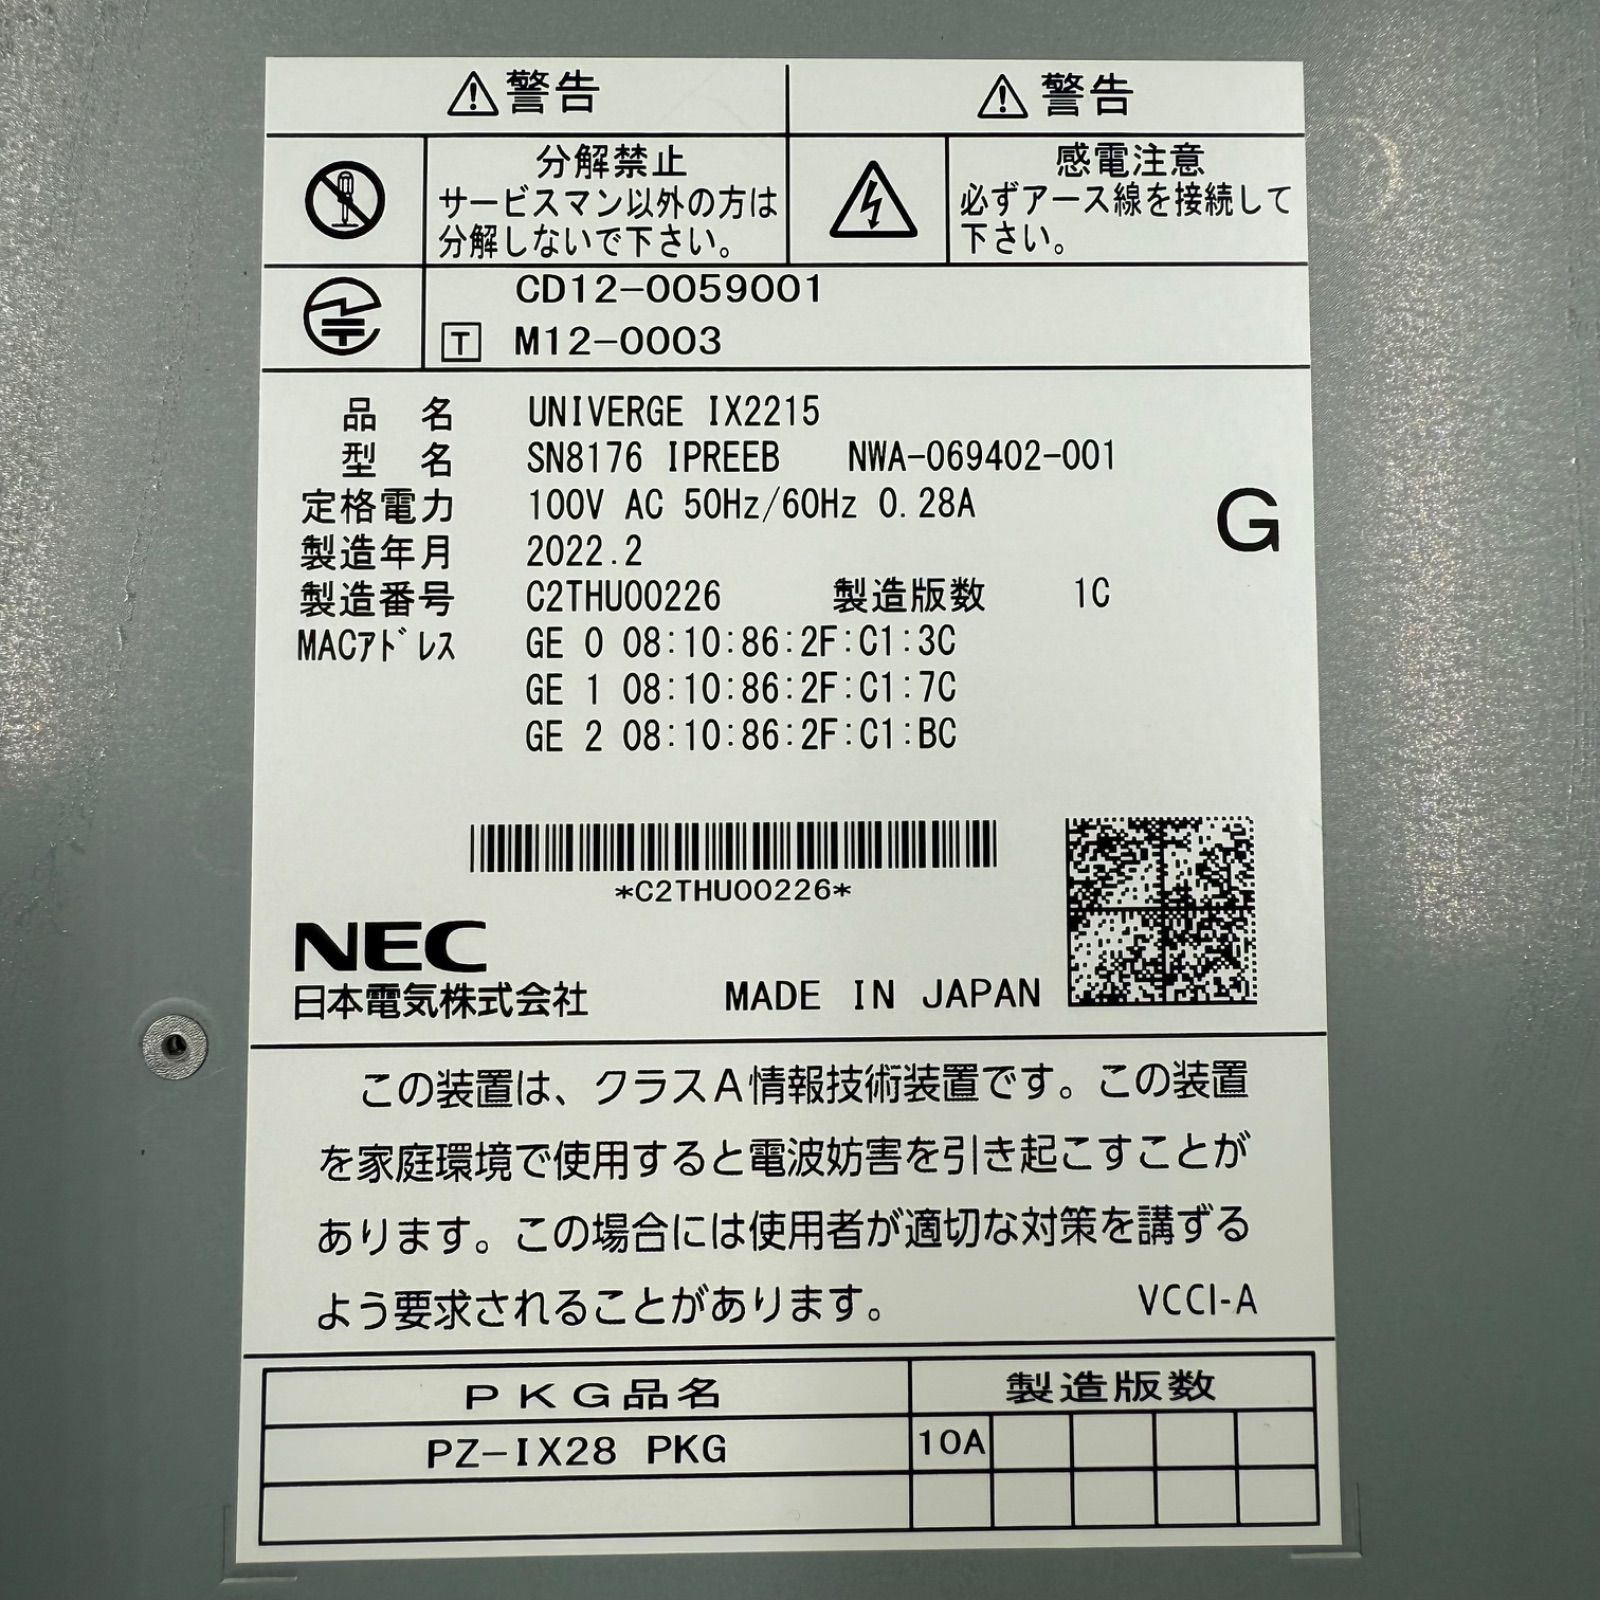 警告
警告
分解禁止
サービスマン以外の方は
分解しないで下さい。
感電注意
必ずアース線を接続して
下さい。
CD12-0059001
T M12-0003
品 名 UNIVERGE IX2215
型 名 SN8176 IPREEB NWA-069402-001
定格電力 100V AC 50Hz/60Hz 0.28A
G
製造年月 2022.2
製造番号 C2THU00226 製造版数 1C
MACｱﾄﾞﾚｽ GE 0 08:10:86:2F:C1:3C
GE 1 08:10:86:2F:C1:7C
GE 2 08:10:86:2F:C1:BC
*C2THU00226*
NEC
日本電気株式会社 MADE IN JAPAN
この装置は、クラスA情報技術装置です。この装置
を家庭環境で使用すると電波妨害を引き起こすことが
あります。この場合には使用者が適切な対策を講ずる
よう要求されることがあります。 VCCI-A
PKG品名 製造版数
PZ-IX28 PKG 10A